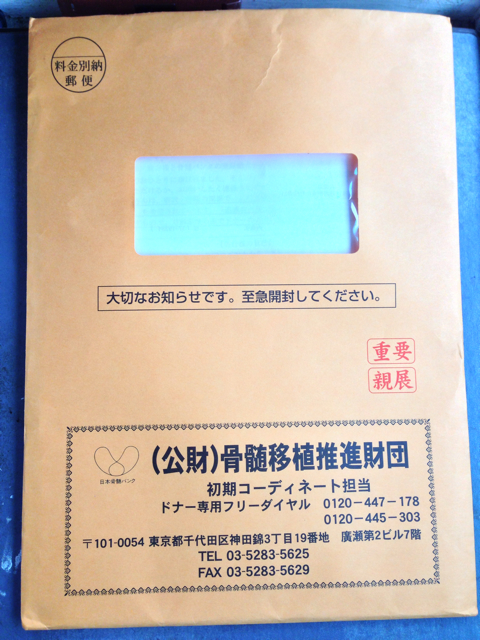 料金別納
郵便
大切なお知らせです。至急開封してください。
重要
親展
日本骨髄バンク
(公財)骨髄移植推進財団
初期コーディネート担当
ドナー専用フリーダイヤル 0120-447-178
0120-445-303
〒101-0054 東京都千代田区神田錦3丁目19番地 廣瀬第2ビル7階
TEL 03-5283-5625
FAX 03-5283-5629